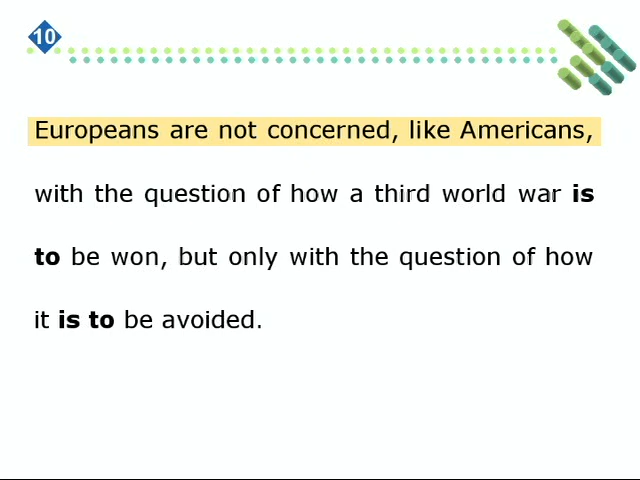 10
Europeans are not concerned, like Americans,
with the question of how a third world war is
to be won, but only with the question of how
it is to be avoided.